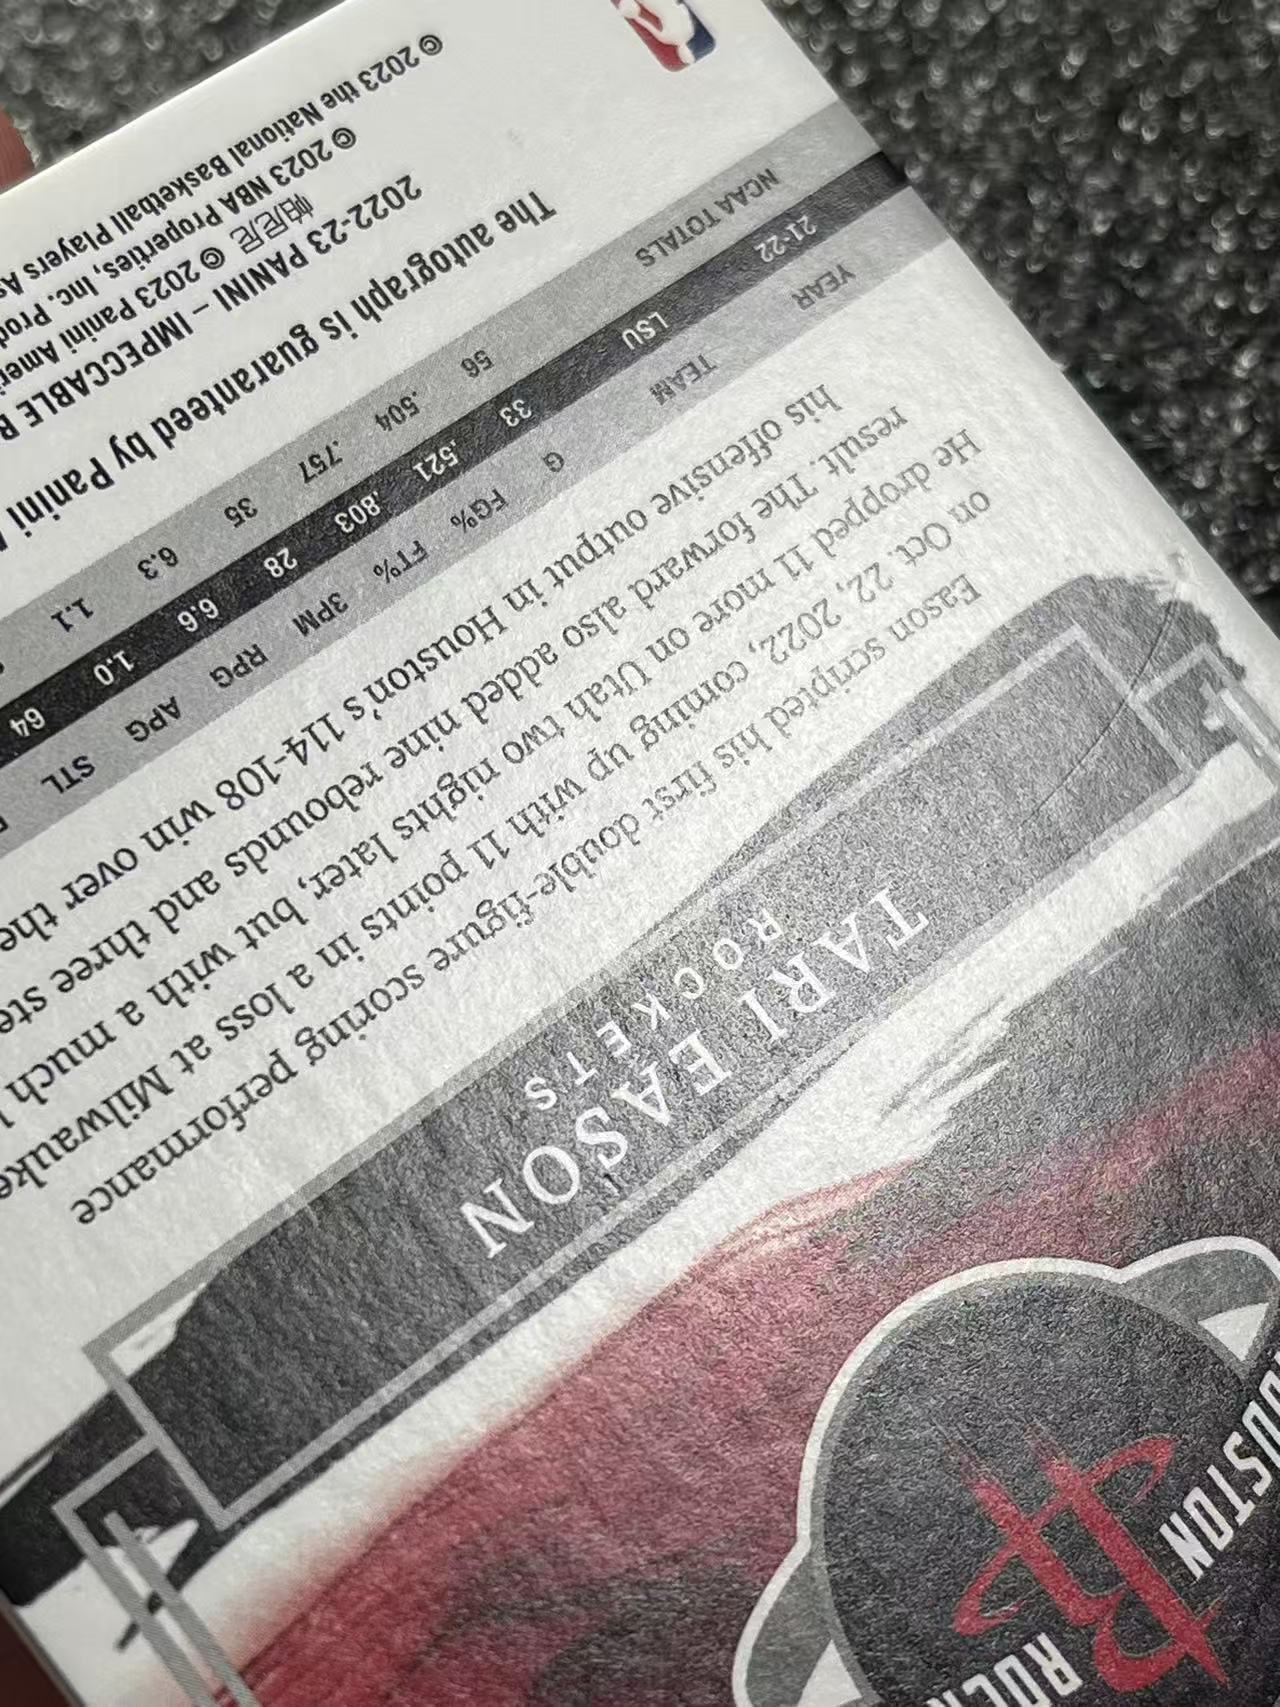 HOUSTON
TARI EASON
ROCKETS
Eason scripted his first double-figure scoring performance
on Oct. 22, 2022, coming up with 11 points in a loss at
He dropped 11 more on Utah two nights later, but with a much
result. The forward also added nine rebounds and three
his offensive output in Houston's 114-108 win over the
YEAR TEAM G FG% FT% 3PM RPG APG STL
21-22 LSU 33 .521 .803 28 6.6 1.0 64
NCAA TOTALS 56 .504 .757 35 6.3 1.1
The autograph is guaranteed by Panini
2022-23 PANINI – IMPECCABLE
帕尼尼 © 2023 Panini
© 2023 NBA Properties, Inc.
© 2023 the National Basketball Players